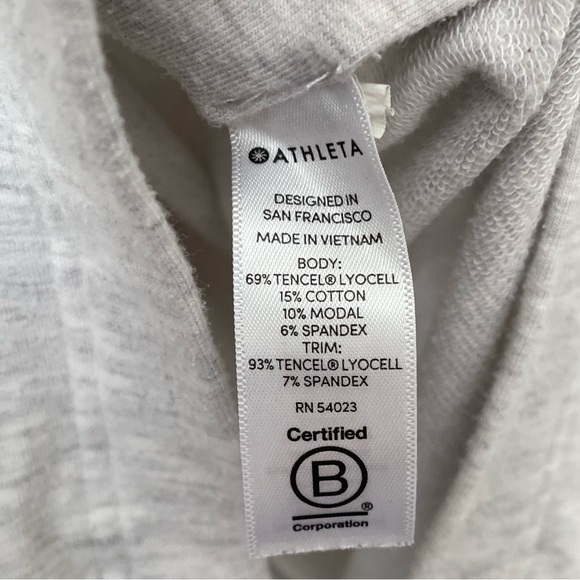 ATHLETA
DESIGNED IN
SAN FRANCISCO
MADE IN VIETNAM
BODY:
69% TENCEL® LYOCELL
15% COTTON
10% MODAL
6% SPANDEX
TRIM:
93% TENCEL® LYOCELL
7% SPANDEX
RN 54023
Certified
B
®
Corporation